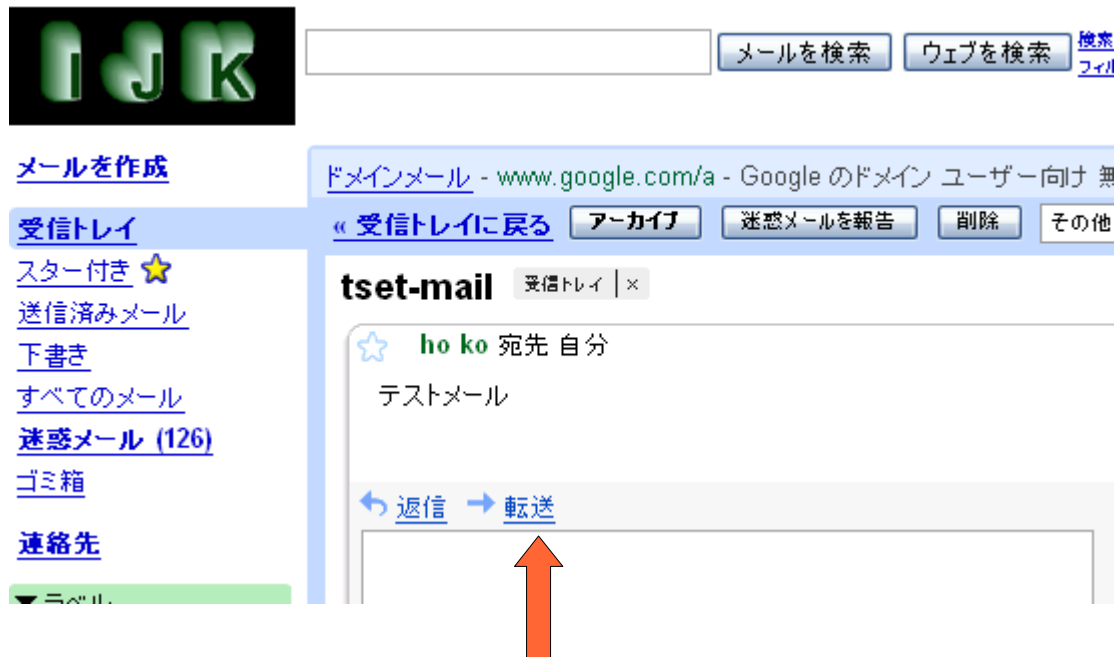 IJK
メールを検索 ウェブを検索 検索
フィル
メールを作成
ドメインメール - www.google.com/a - Google のドメイン ユーザー向け 無
受信トレイ
« 受信トレイに戻る アーカイブ 迷惑メールを報告 削除 その他
スター付き
tset-mail 受信トレイ ×
送信済みメール
下書き
ho ko 宛先 自分
すべてのメール
テストメール
迷惑メール (126)
ゴミ箱
返信 転送
連絡先
▼ラベル